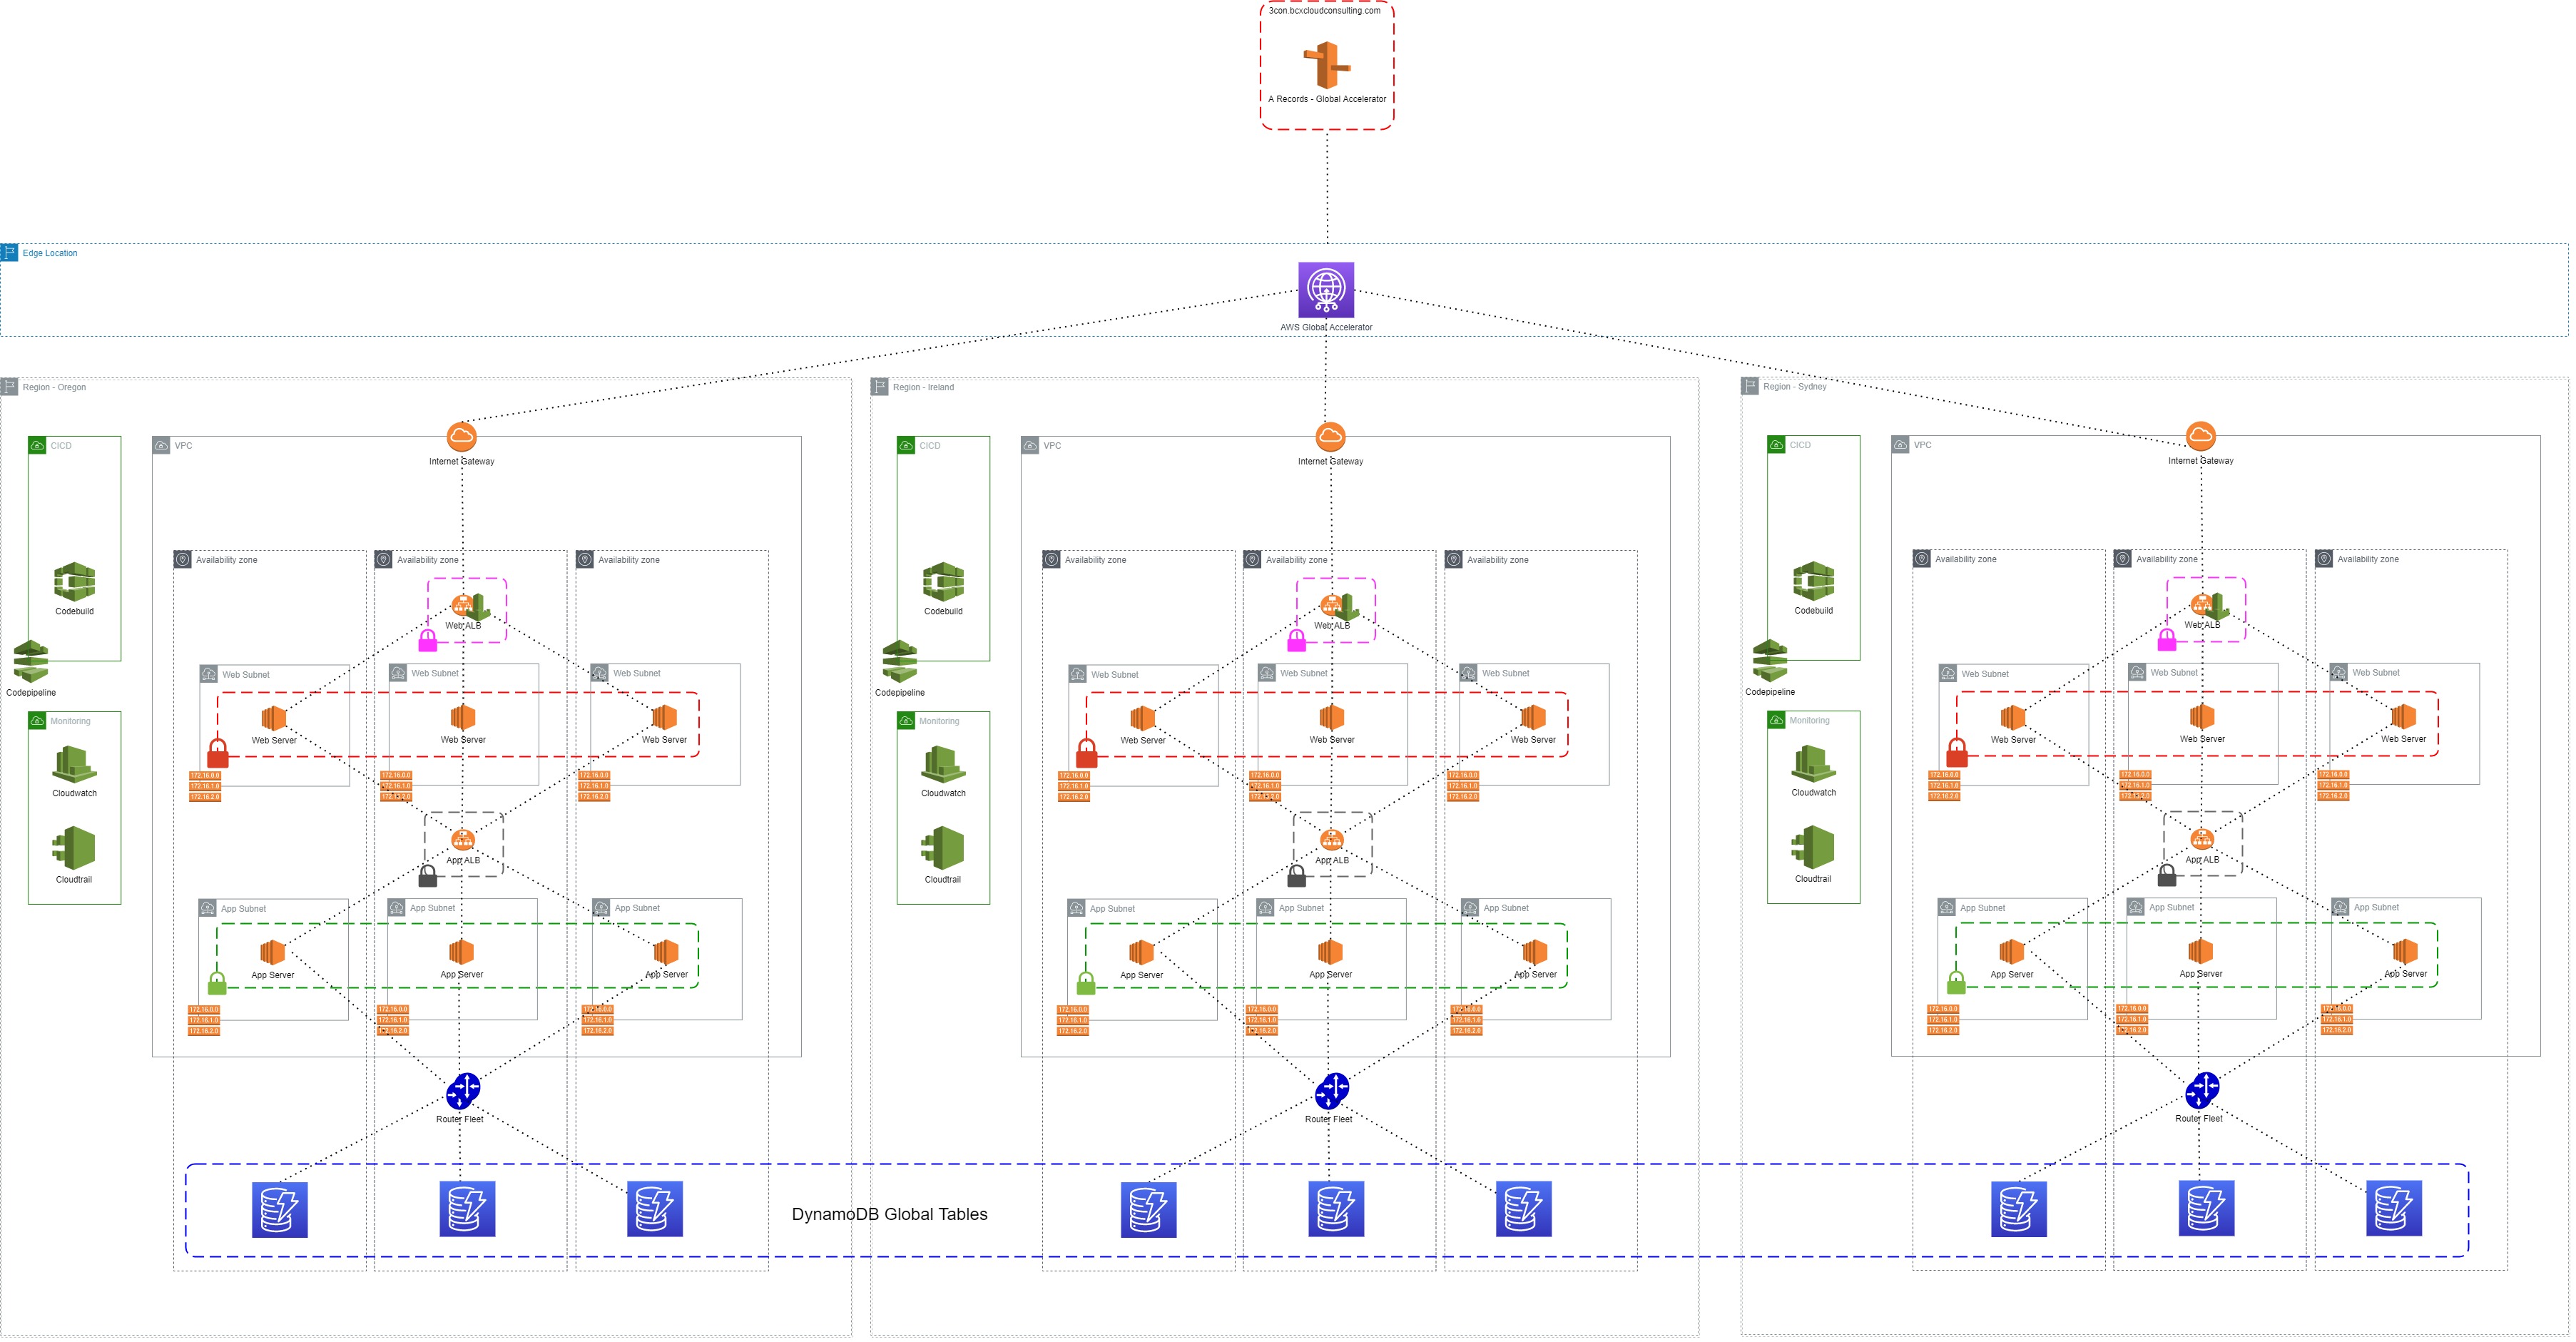 3con.bcxcloudconsulting.com
A Records - Global Accelerator
Edge Location
AWS Global Accelerator
Region - Oregon
Region - Ireland
Region - Sydney
CICD
VPC
Internet Gateway
CICD
VPC
Internet Gateway
CICD
VPC
Internet Gateway
Availability zone
Availability zone
Availability zone
Availability zone
Availability zone
Availability zone
Availability zone
Availability zone
Availability zone
Codebuild
Web ALB
Codebuild
Web ALB
Codebuild
Web ALB
Codepipeline
Web Subnet
Web Subnet
Web Subnet
Codepipeline
Web Subnet
Web Subnet
Web Subnet
Codepipeline
Web Subnet
Web Subnet
Web Subnet
Monitoring
Web Server
Web Server
Web Server
Monitoring
Web Server
Web Server
Web Server
Monitoring
Web Server
Web Server
Web Server
172.16.0.0
172.16.1.0
172.16.2.0
172.16.0.0
172.16.1.0
172.16.2.0
172.16.0.0
172.16.1.0
172.16.2.0
172.16.0.0
172.16.1.0
172.16.2.0
172.16.0.0
172.16.1.0
172.16.2.0
172.16.0.0
172.16.1.0
172.16.2.0
172.16.0.0
172.16.1.0
172.16.2.0
172.16.0.0
172.16.1.0
172.16.2.0
172.16.0.0
172.16.1.0
172.16.2.0
Cloudwatch
Cloudwatch
Cloudwatch
App ALB
App ALB
App ALB
Cloudtrail
Cloudtrail
Cloudtrail
App Subnet
App Subnet
App Subnet
App Subnet
App Subnet
App Subnet
App Subnet
App Subnet
App Subnet
App Server
App Server
App Server
App Server
App Server
App Server
App Server
App Server
App Server
172.16.0.0
172.16.1.0
172.16.2.0
172.16.0.0
172.16.1.0
172.16.2.0
172.16.0.0
172.16.1.0
172.16.2.0
172.16.0.0
172.16.1.0
172.16.2.0
172.16.0.0
172.16.1.0
172.16.2.0
172.16.0.0
172.16.1.0
172.16.2.0
172.16.0.0
172.16.1.0
172.16.2.0
172.16.0.0
172.16.1.0
172.16.2.0
172.16.0.0
172.16.1.0
172.16.2.0
Router Fleet
Router Fleet
Router Fleet
DynamoDB Global Tables